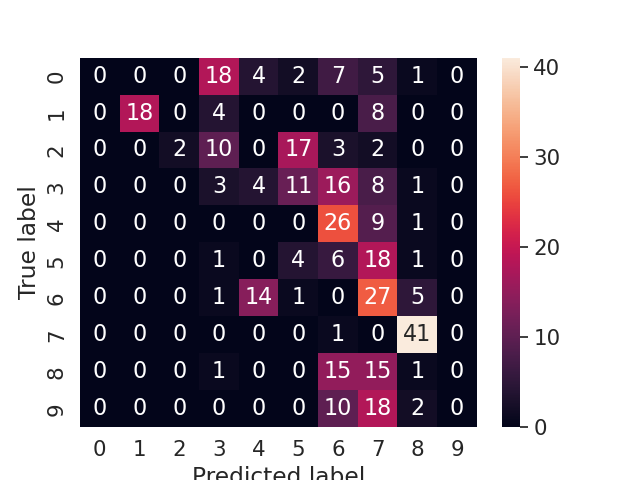 0 0 0 0 18 4 2 7 5 1 0
1 0 18 0 4 0 0 0 8 0 0
2 0 0 2 10 0 17 3 2 0 0
3 0 0 0 3 4 11 16 8 1 0
4 0 0 0 0 0 0 26 9 1 0
5 0 0 0 1 0 4 6 18 1 0
6 0 0 0 1 14 1 0 27 5 0
7 0 0 0 0 0 0 1 0 41 0
8 0 0 0 1 0 0 15 15 1 0
9 0 0 0 0 0 0 10 18 2 0
0 1 2 3 4 5 6 7 8 9
Predicted label
True label
40
30
20
10
0